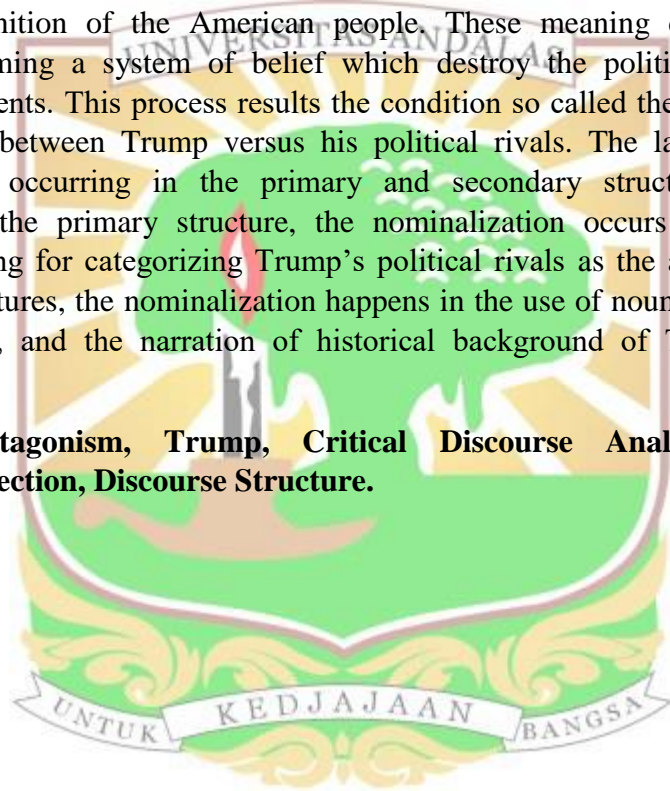 nition of the American people. These meaning
UNIVERSITAS ANDALAS
ming a system of belief which destroy the politi
ents. This process results the condition so called the
between Trump versus his political rivals. The la
occurring in the primary and secondary struct
the primary structure, the nominalization occurs
ng for categorizing Trump’s political rivals as the a
tures, the nominalization happens in the use of noun
, and the narration of historical background of T
tagonism, Trump, Critical Discourse Anal
ection, Discourse Structure.
UNTUK KEDJAJAAN BANGSA